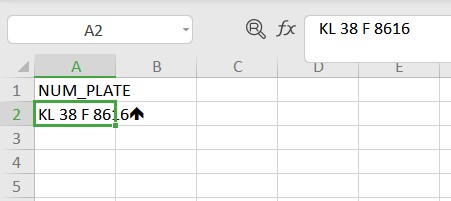 A2 fx KL 38 F 8616
A B C D E
1 NUM_PLATE
2 KL 38 F 8616
3
4
5